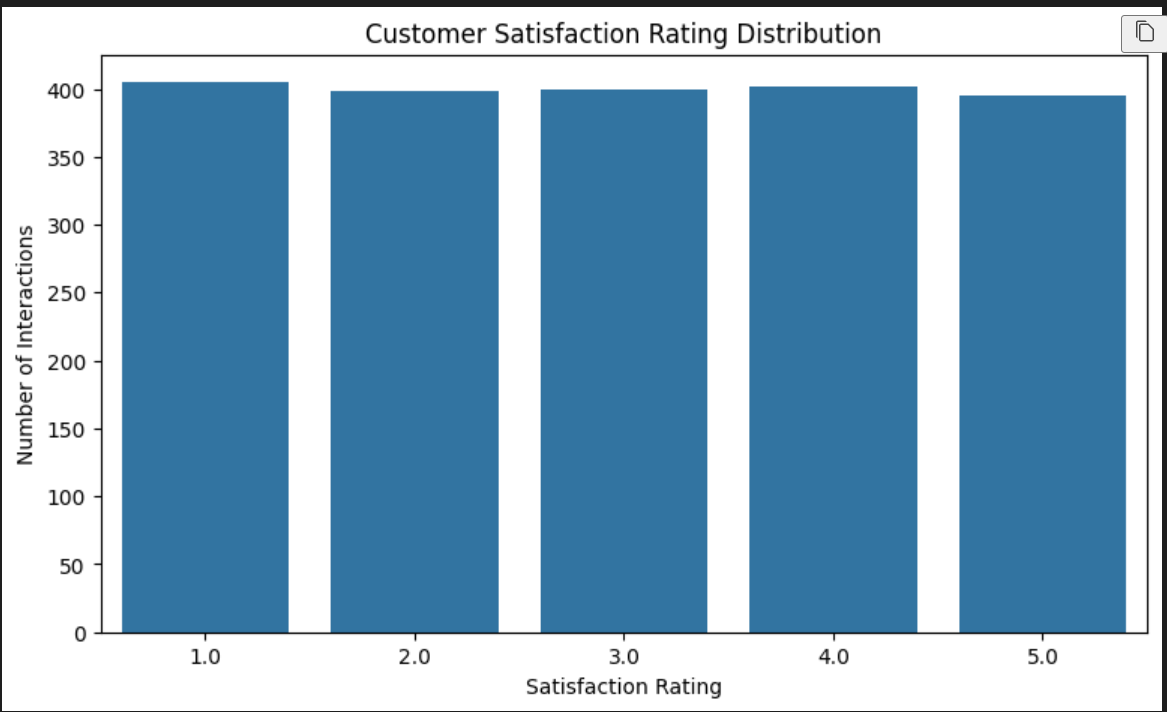 Customer Satisfaction Rating Distribution
400
350
300
250
200
150
100
50
0
Number of Interactions
1.0 2.0 3.0 4.0 5.0
Satisfaction Rating